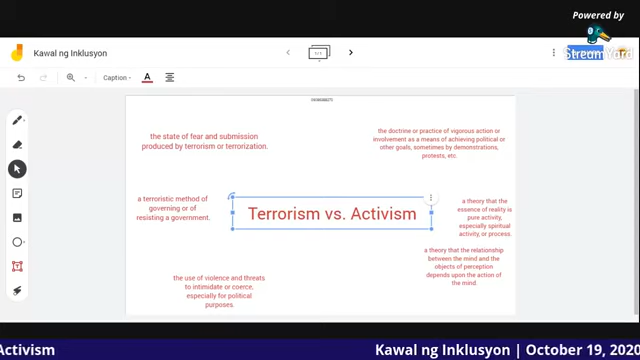 Powered by
StreamYard
Kawal ng Inklusyon
1 / 1
Caption
A
the state of fear and submission
produced by terrorism or terrorization.
the doctrine or practice of vigorous action or
involvement as a means of achieving political or
other goals, sometimes by demonstrations,
protests, etc.
a terroristic method of
governing or of
resisting a government.
Terrorism vs. Activism
a theory that the
essence of reality is
pure activity,
especially spiritual
activity, or process.
a theory that the relationship
between the mind and the
objects of perception
depends upon the action of
the mind.
the use of violence and threats
to intimidate or coerce,
especially for political
purposes.
Activism
Kawal ng Inklusyon | October 19, 2020